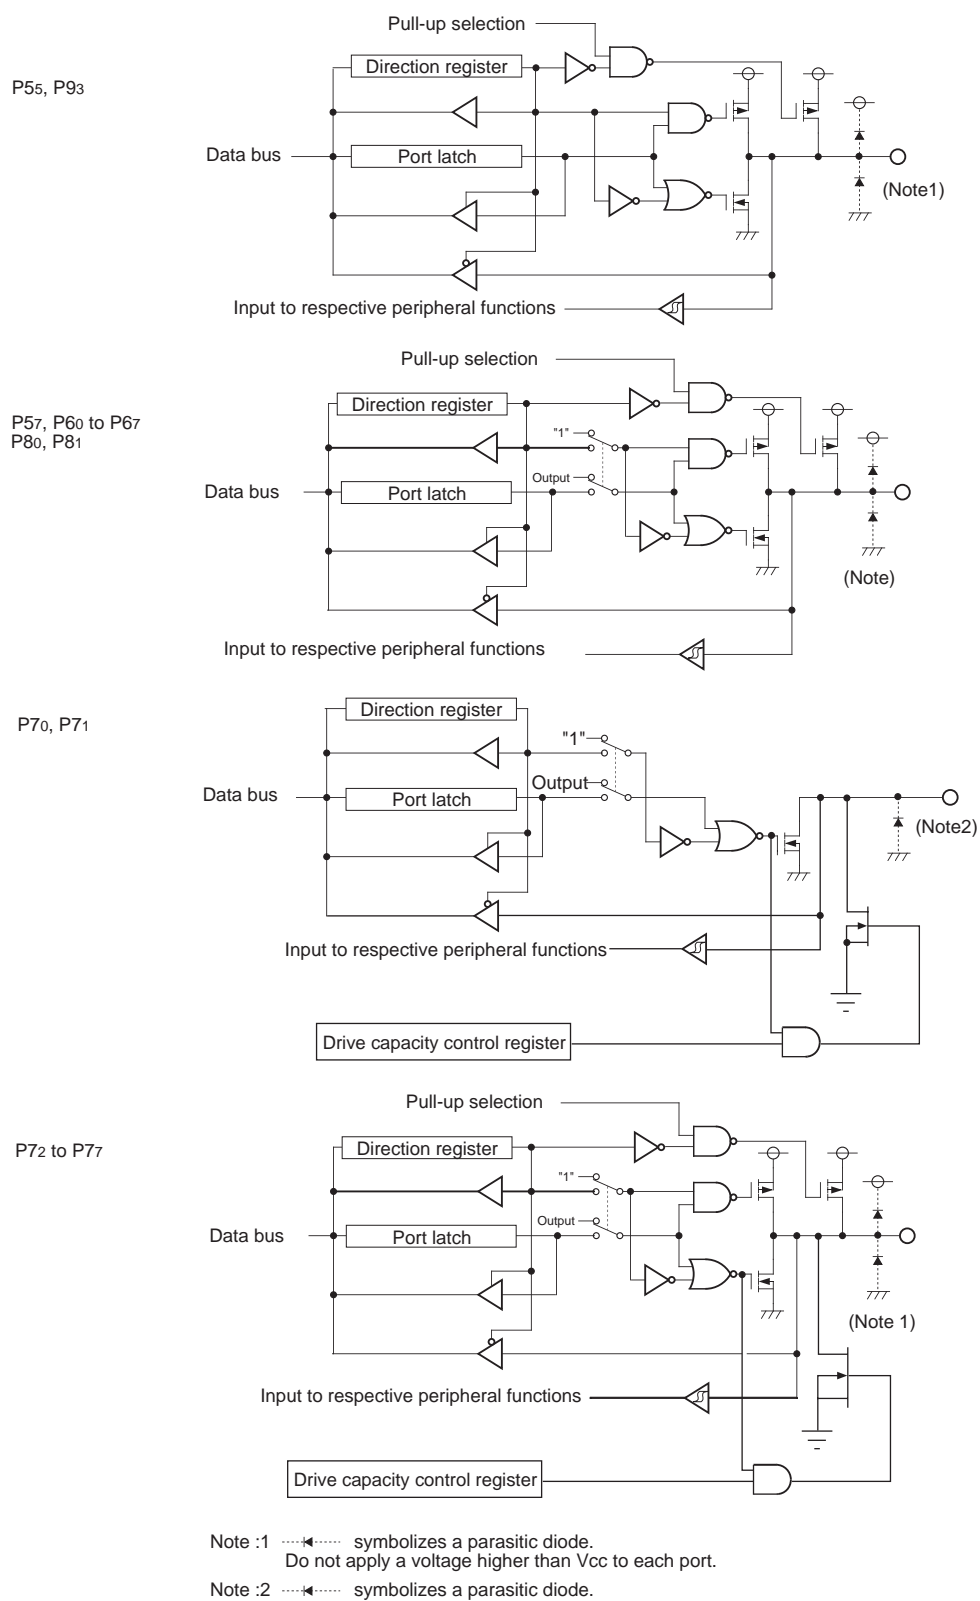 Pull-up selection
Direction register
P55, P93
Data bus
Port latch
(Note1)
Input to respective peripheral functions
Pull-up selection
Direction register
P57, P60 to P67
P80, P81
"1"
Output
Data bus
Port latch
(Note)
Input to respective peripheral functions
Direction register
P70, P71
"1"
Output
Data bus
Port latch
(Note2)
Input to respective peripheral functions
Drive capacity control register
Pull-up selection
Direction register
P72 to P77
"1"
Output
Data bus
Port latch
(Note 1)
Input to respective peripheral functions
Drive capacity control register
Note :1 symbolizes a parasitic diode.
Do not apply a voltage higher than Vcc to each port.
Note :2 symbolizes a parasitic diode.